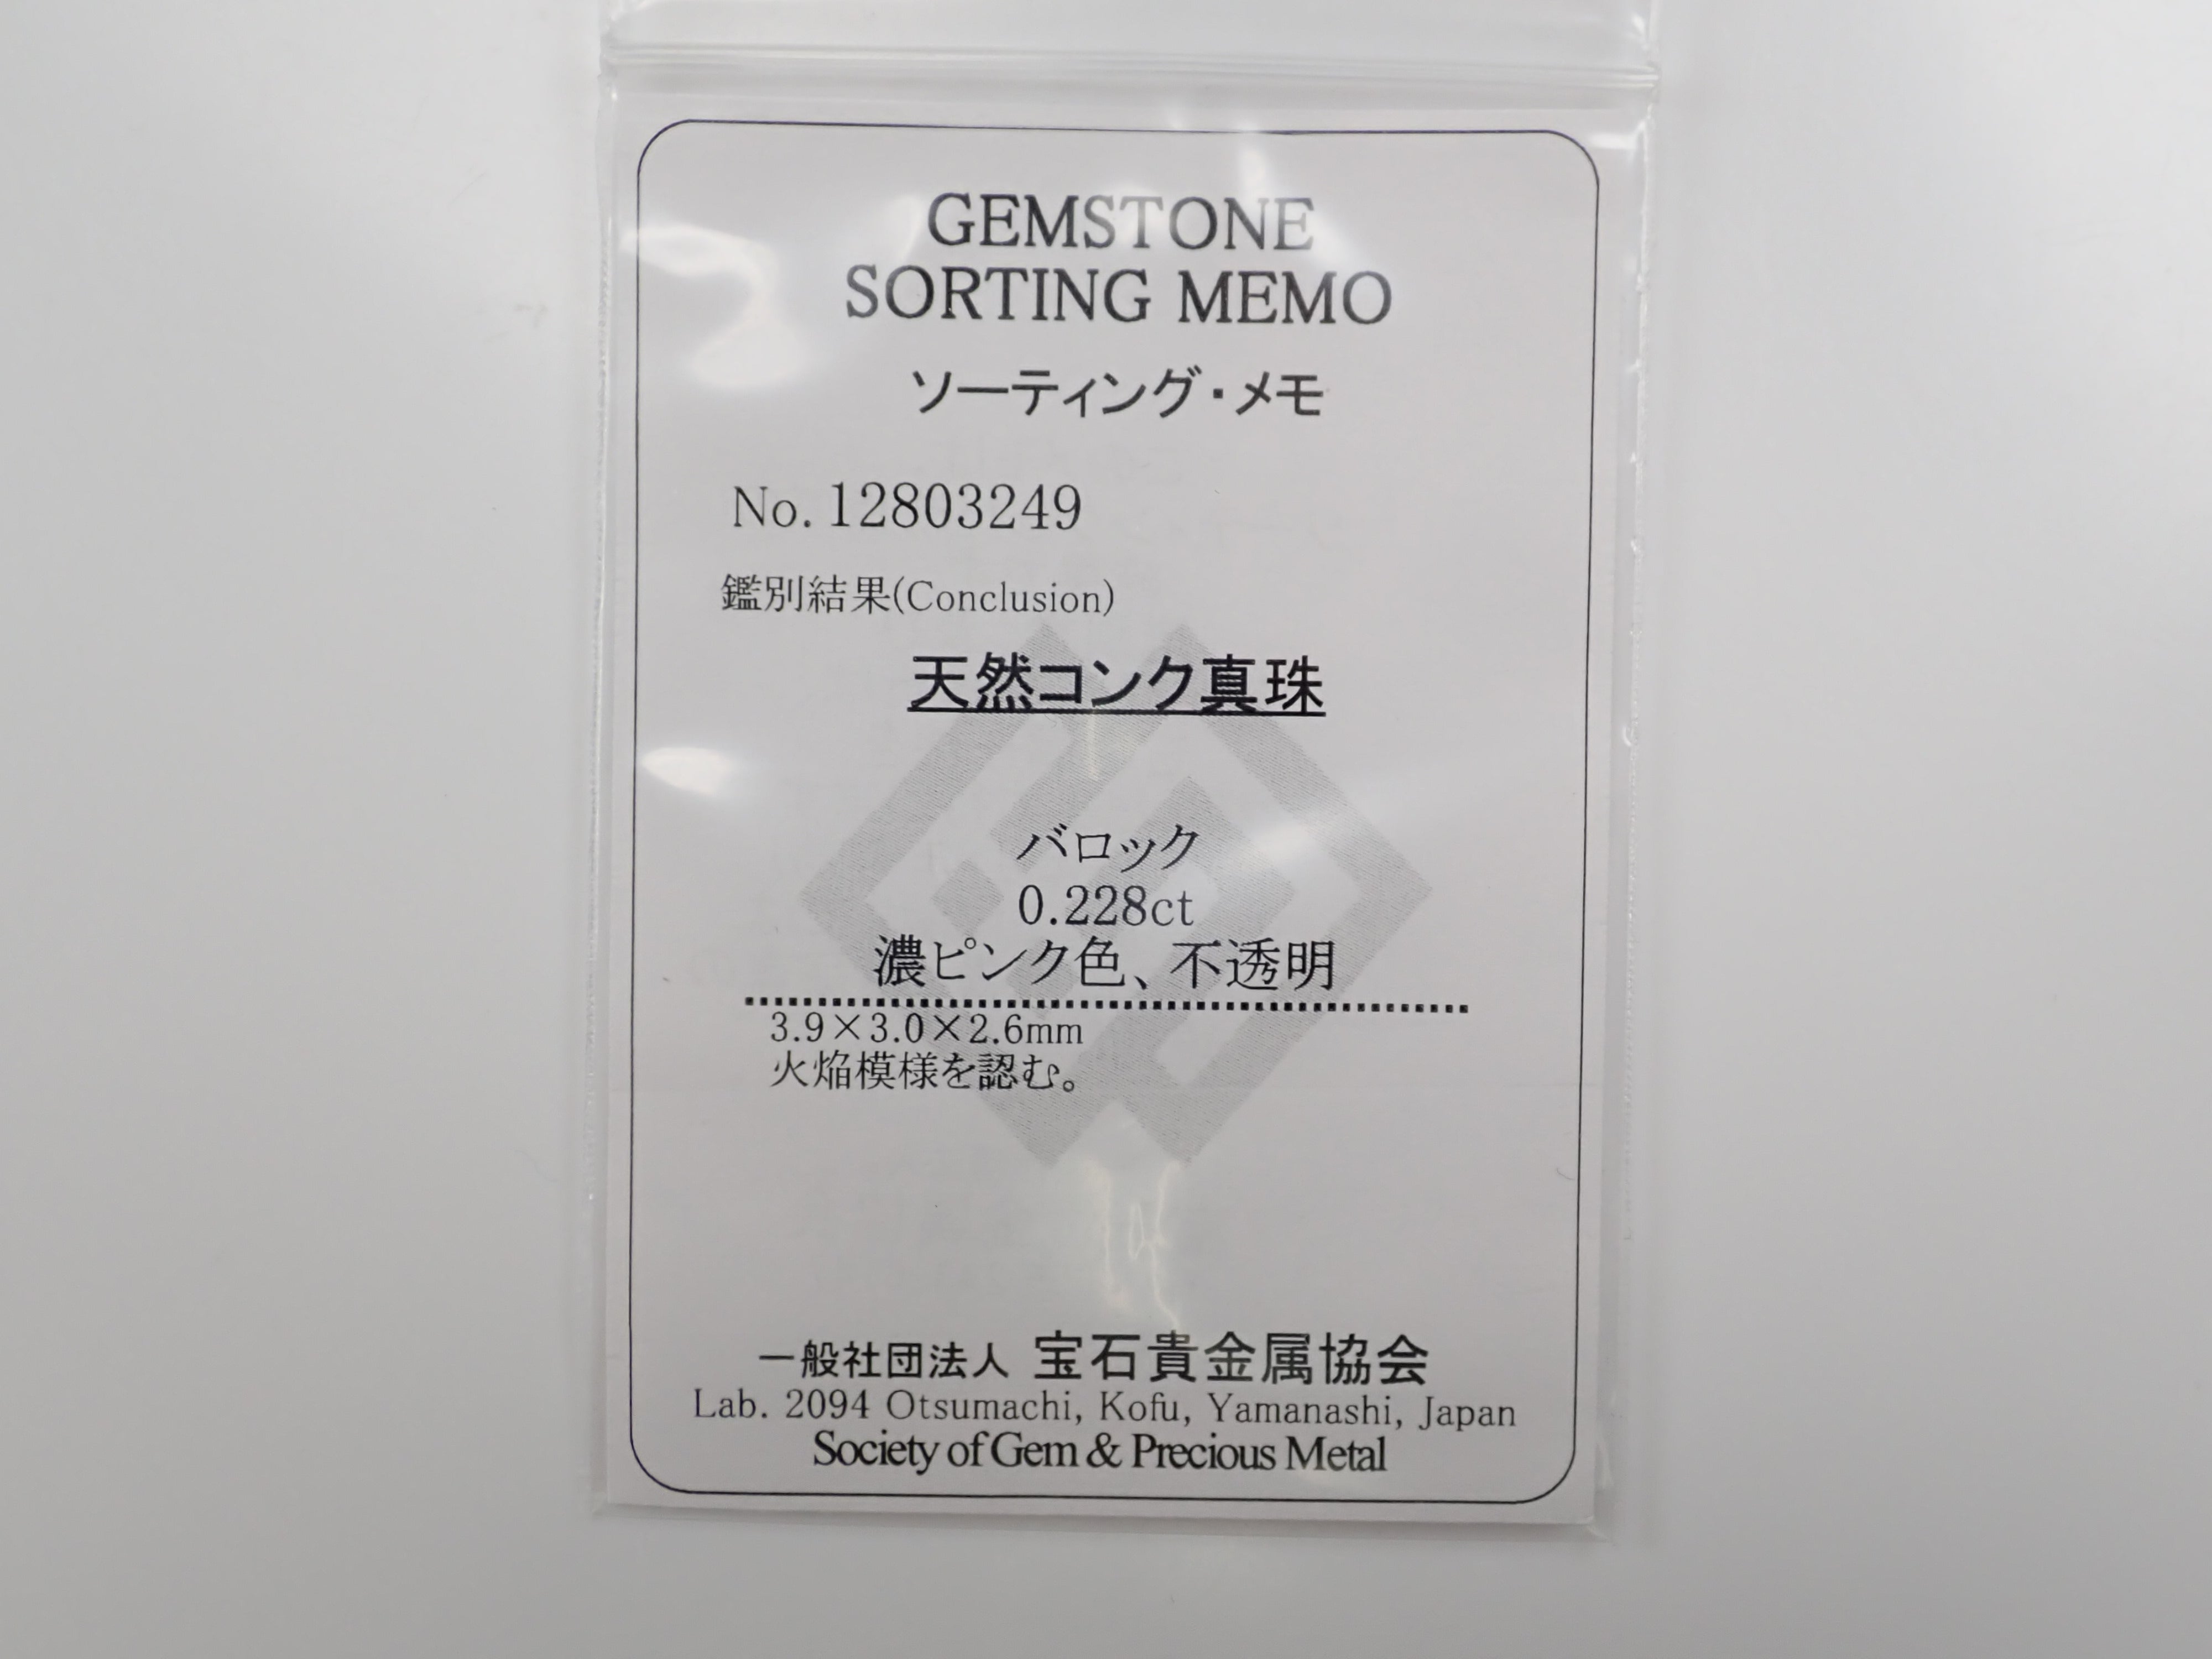 GEMSTONE
SORTING MEMO
ソーティング・メモ
No. 12803249
鑑別結果(Conclusion)
天然コンク真珠
バロック
0.228ct
濃ピンク色、不透明
3.9×3.0×2.6mm
火焔模様を認む。
一般社団法人 宝石貴金属協会
Lab. 2094 Otsumachi, Kofu, Yamanashi, Japan
Society of Gem & Precious Metal